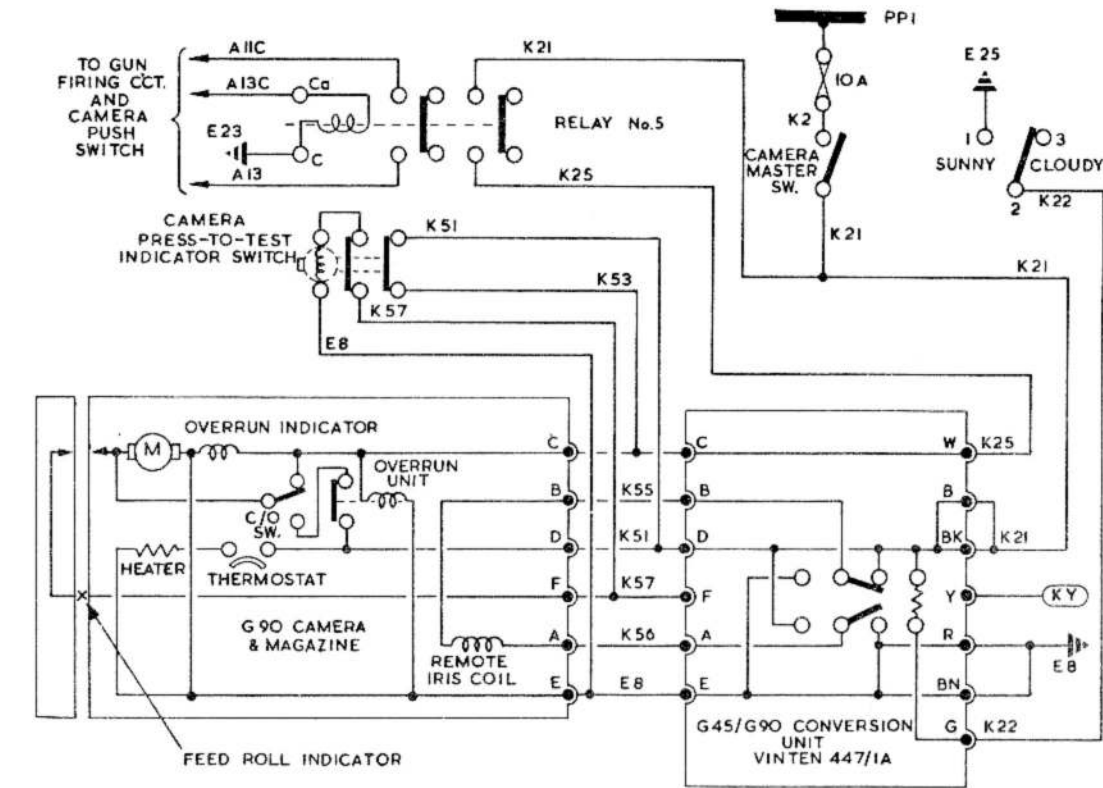 PP1
10A
K2
CAMERA
MASTER
SW.
K21
E25
1
3
SUNNY
CLOUDY
2
K22
TO GUN
FIRING CCT.
AND
CAMERA
PUSH
SWITCH
A11C
A13C
Ca
E23
C
A13
K21
RELAY No.5
K25
K21
CAMERA
PRESS-TO-TEST
INDICATOR SWITCH
K51
K53
K57
E8
OVERRUN INDICATOR
M
OVERRUN
UNIT
C/O
SW.
HEATER
THERMOSTAT
G90 CAMERA
& MAGAZINE
REMOTE
IRIS COIL
C
B
D
F
A
E
K55
K51
K57
K56
E8
C
B
D
F
A
E
W
B
BK
Y
R
BN
G
K25
K21
KY
E8
K22
G45/G90 CONVERSION
UNIT
VINTEN 447/1A
FEED ROLL INDICATOR